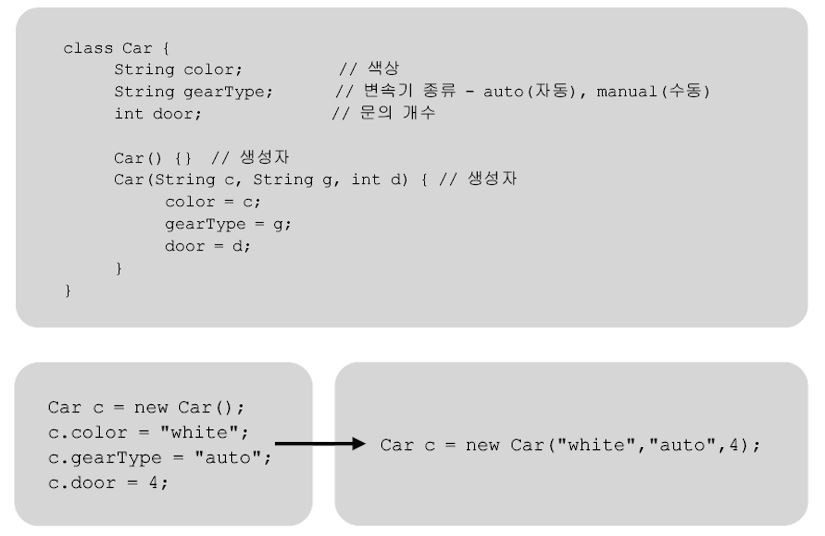 class Car {
String color; // 색상
String gearType; // 변속기 종류 - auto(자동), manual(수동)
int door; // 문의 개수
Car() {} // 생성자
Car(String c, String g, int d) { // 생성자
color = c;
gearType = g;
door = d;
}
}
Car c = new Car();
c.color = "white";
c.gearType = "auto";
c.door = 4;
Car c = new Car("white","auto",4);